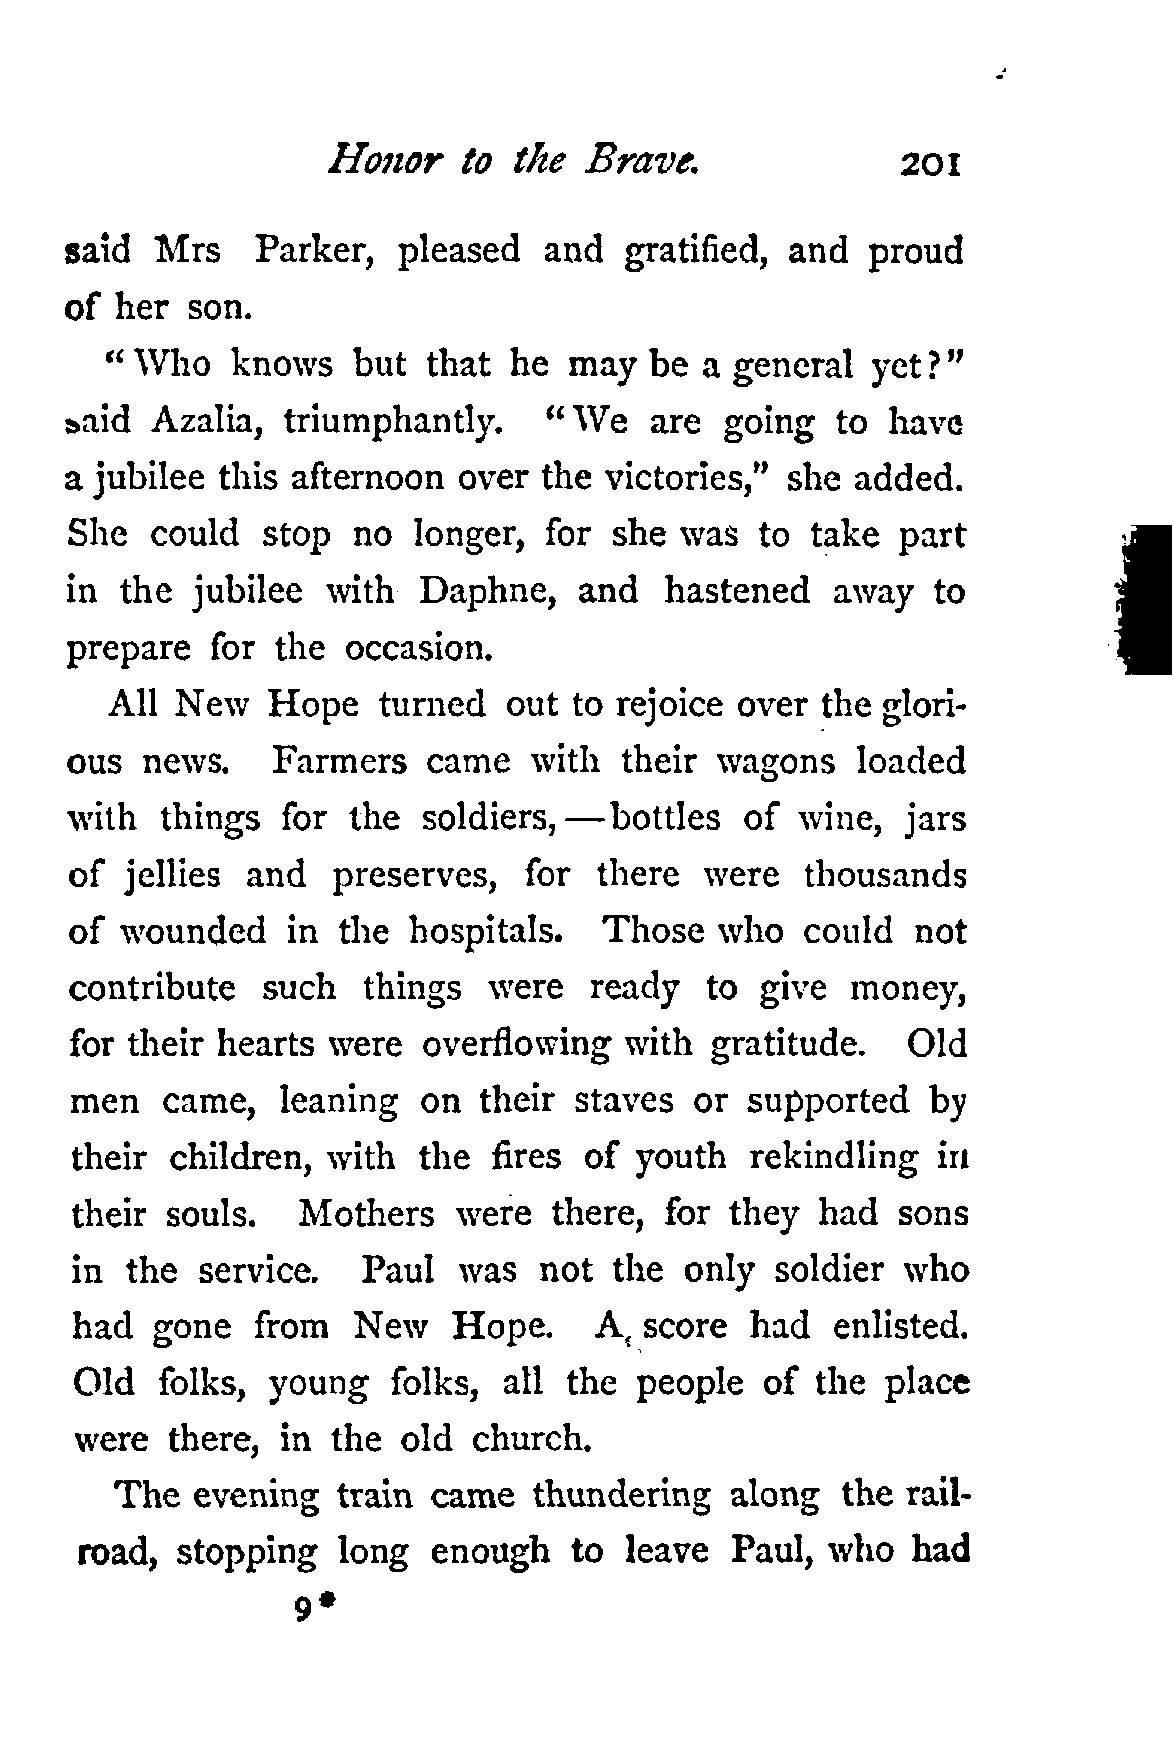 Honor to the Brave. 201
said Mrs Parker, pleased and gratified, and proud
of her son.
"Who knows but that he may be a general yet?"
said Azalia, triumphantly. "We are going to have
a jubilee this afternoon over the victories," she added.
She could stop no longer, for she was to take part
in the jubilee with Daphne, and hastened away to
prepare for the occasion.
All New Hope turned out to rejoice over the glori-
ous news. Farmers came with their wagons loaded
with things for the soldiers,—bottles of wine, jars
of jellies and preserves, for there were thousands
of wounded in the hospitals. Those who could not
contribute such things were ready to give money,
for their hearts were overflowing with gratitude. Old
men came, leaning on their staves or supported by
their children, with the fires of youth rekindling in
their souls. Mothers were there, for they had sons
in the service. Paul was not the only soldier who
had gone from New Hope. A score had enlisted.
Old folks, young folks, all the people of the place
were there, in the old church.
The evening train came thundering along the rail-
road, stopping long enough to leave Paul, who had
9*